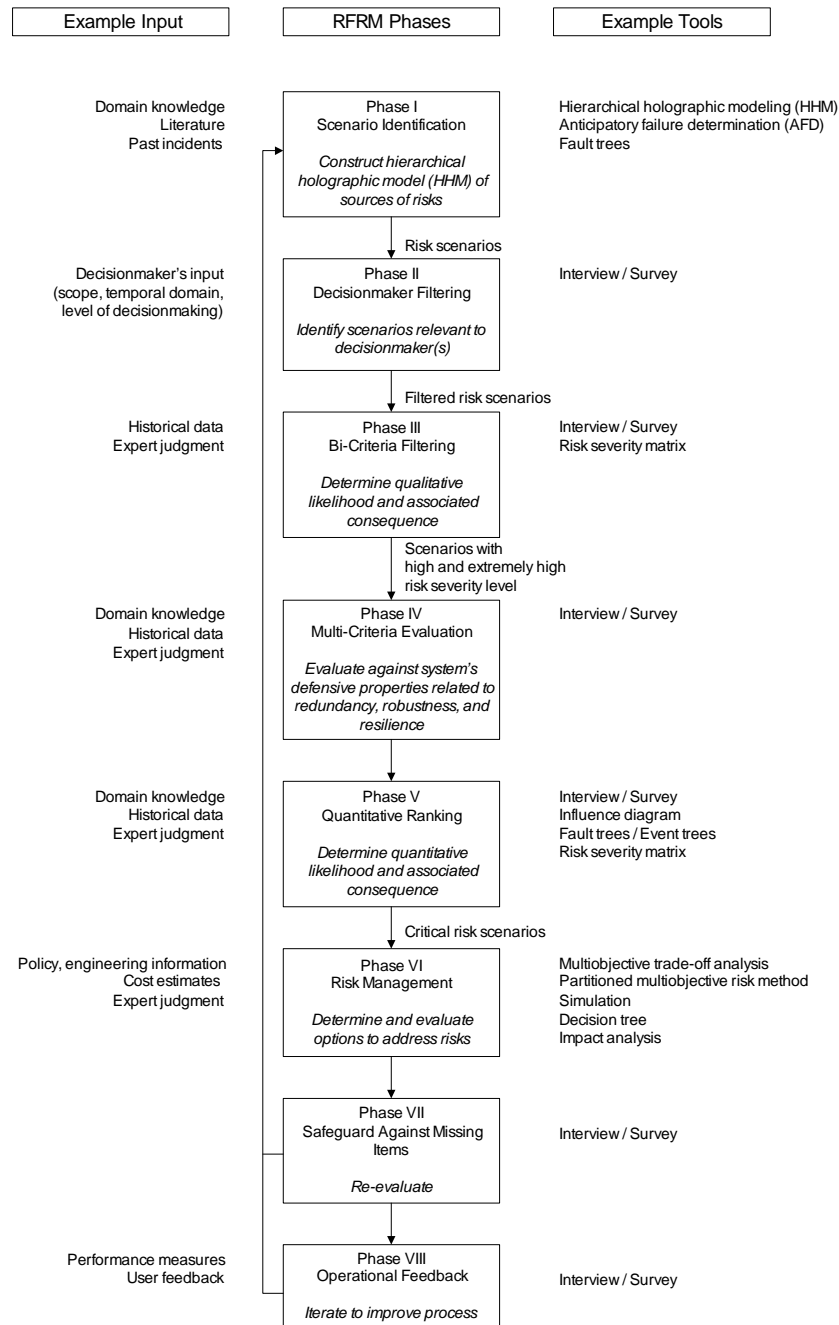 Example Input
RFRM Phases
Example Tools
Domain knowledge
Literature
Past incidents
Phase I
Scenario Identification
Construct hierarchical
holographic model (HHM) of
sources of risks
Hierarchical holographic modeling (HHM)
Anticipatory failure determination (AFD)
Fault trees
Risk scenarios
Decisionmaker's input
(scope, temporal domain,
level of decisionmaking)
Phase II
Decisionmaker Filtering
Identify scenarios relevant to
decisionmaker(s)
Interview / Survey
Filtered risk scenarios
Historical data
Expert judgment
Phase III
Bi-Criteria Filtering
Determine qualitative
likelihood and associated
consequence
Interview / Survey
Risk severity matrix
Scenarios with
high and extremely high
risk severity level
Domain knowledge
Historical data
Expert judgment
Phase IV
Multi-Criteria Evaluation
Evaluate against system's
defensive properties related to
redundancy, robustness, and
resilience
Interview / Survey
Domain knowledge
Historical data
Expert judgment
Phase V
Quantitative Ranking
Determine quantitative
likelihood and associated
consequence
Interview / Survey
Influence diagram
Fault trees / Event trees
Risk severity matrix
Critical risk scenarios
Policy, engineering information
Cost estimates
Expert judgment
Phase VI
Risk Management
Determine and evaluate
options to address risks
Multiobjective trade-off analysis
Partitioned multiobjective risk method
Simulation
Decision tree
Impact analysis
Phase VII
Safeguard Against Missing
Items
Re-evaluate
Interview / Survey
Performance measures
User feedback
Phase VIII
Operational Feedback
Iterate to improve process
Interview / Survey